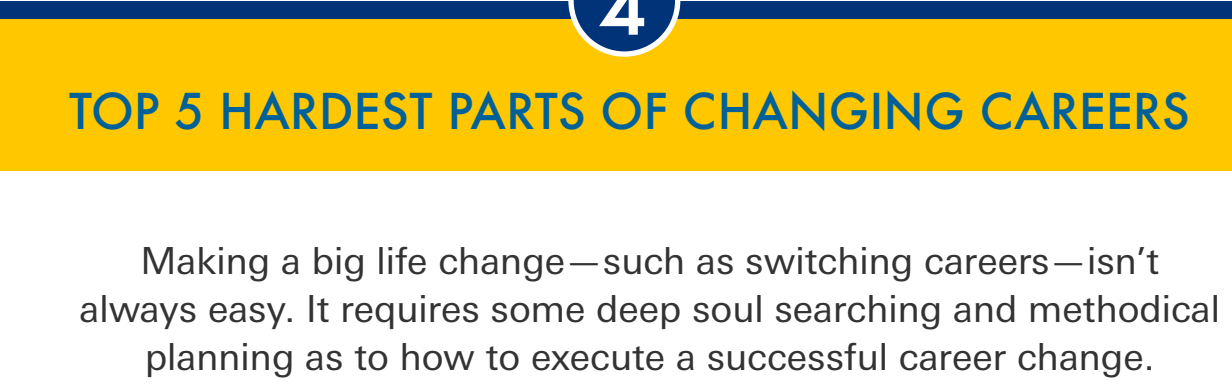 4
TOP 5 HARDEST PARTS OF CHANGING CAREERS
Making a big life change—such as switching careers—isn't
always easy. It requires some deep soul searching and methodical
planning as to how to execute a successful career change.